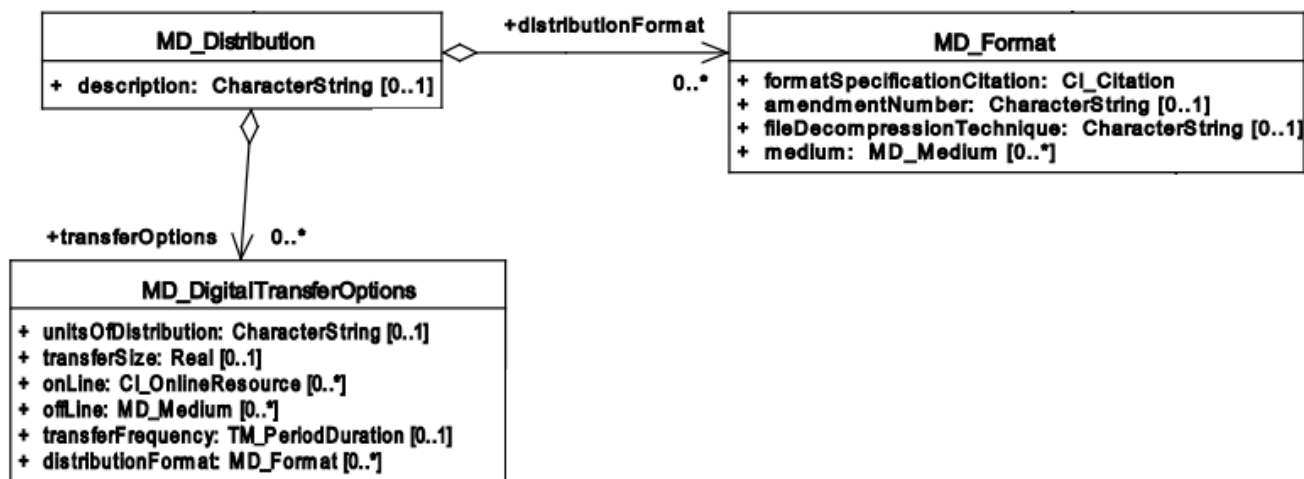 MD_Distribution
+ description: CharacterString [0..1]
+distributionFormat
0..*
MD_Format
+ formatSpecificationCitation: CI_Citation
+ amendmentNumber: CharacterString [0..1]
+ fileDecompressionTechnique: CharacterString [0..1]
+ medium: MD_Medium [0..*]
+transferOptions
0..*
MD_DigitalTransferOptions
+ unitsOfDistribution: CharacterString [0..1]
+ transferSize: Real [0..1]
+ onLine: CI_OnlineResource [0..*]
+ offLine: MD_Medium [0..*]
+ transferFrequency: TM_PeriodDuration [0..1]
+ distributionFormat: MD_Format [0..*]